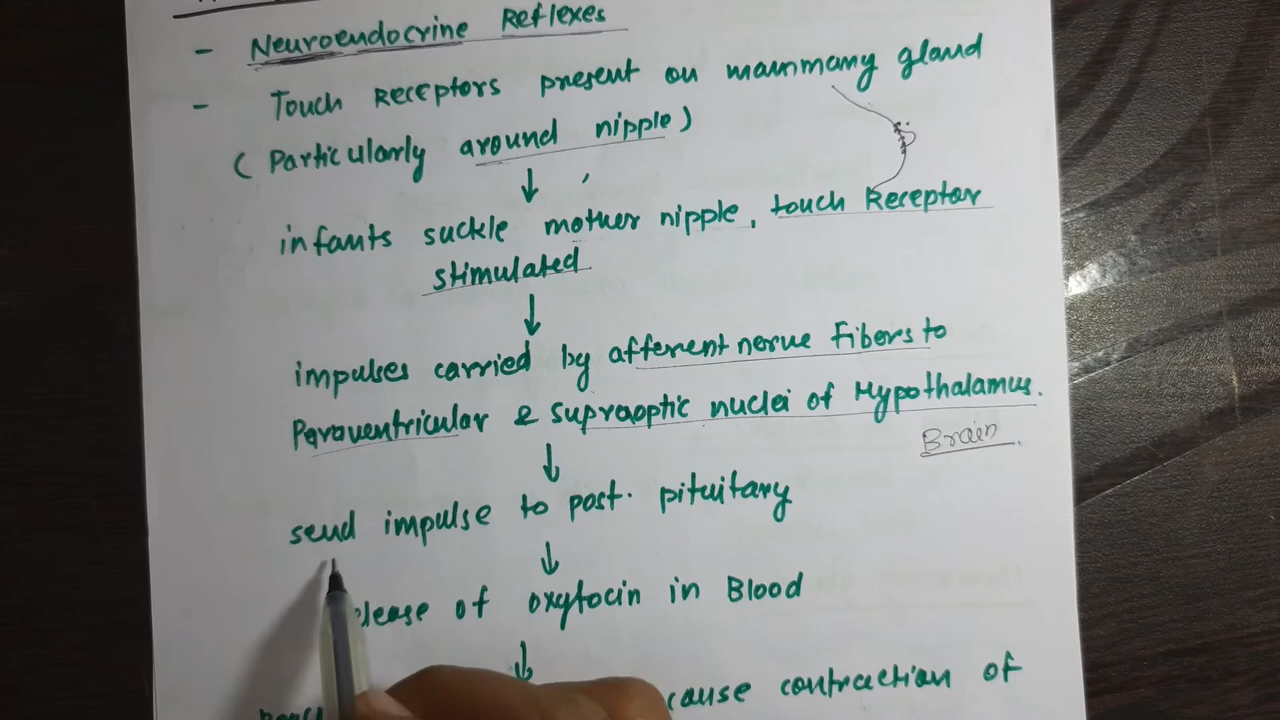 - Neuroendocrine Reflexes
- Touch Receptors present on mammany gland
( Particularly around nipple )
↓
infants suckle mother nipple, touch Receptor
stimulated
↓
impulses carried by afferent nerve Fibers to
Paraventricular & supraoptic nuclei of Hypothalamus.
Brain
↓
send impulse to post. pituitary
↓
elease of oxytocin in Blood
↓
cause contraction of